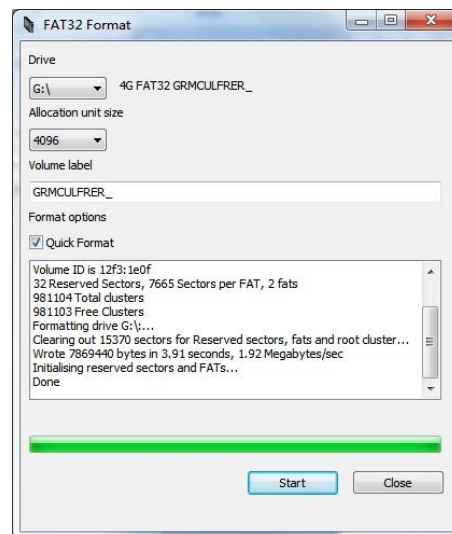 FAT32 Format
Drive
G:\ 4G FAT32 GRMCULFRER_
Allocation unit size
4096
Volume label
GRMCULFRER_
Format options
Quick Format
Volume ID is 12f3:1e0f
32 Reserved Sectors, 7665 Sectors per FAT, 2 fats
981104 Total clusters
981103 Free Clusters
Formatting drive G:\:...
Clearing out 15370 sectors for Reserved sectors, fats and root cluster...
Wrote 7869440 bytes in 3.91 seconds, 1.92 Megabytes/sec
Initialising reserved sectors and FATs...
Done
Start Close